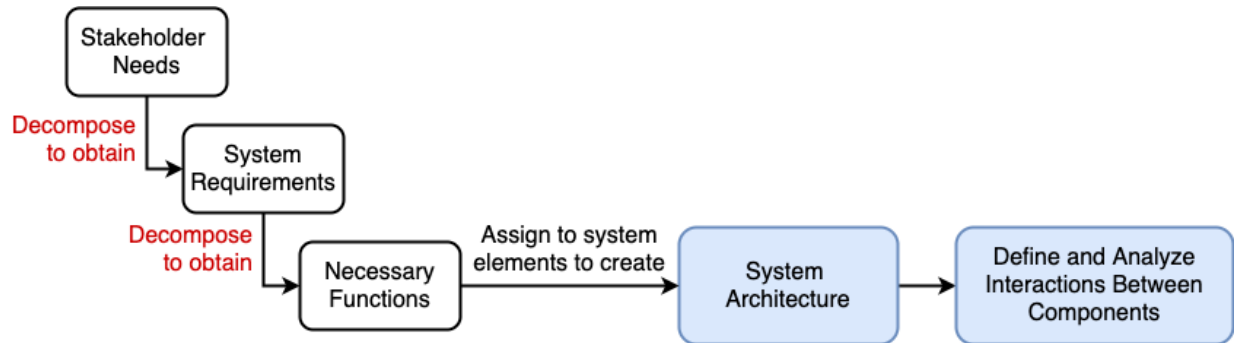 Stakeholder
Needs
Decompose
to obtain
System
Requirements
Decompose
to obtain
Necessary
Functions
Assign to system
elements to create
System
Architecture
Define and Analyze
Interactions Between
Components